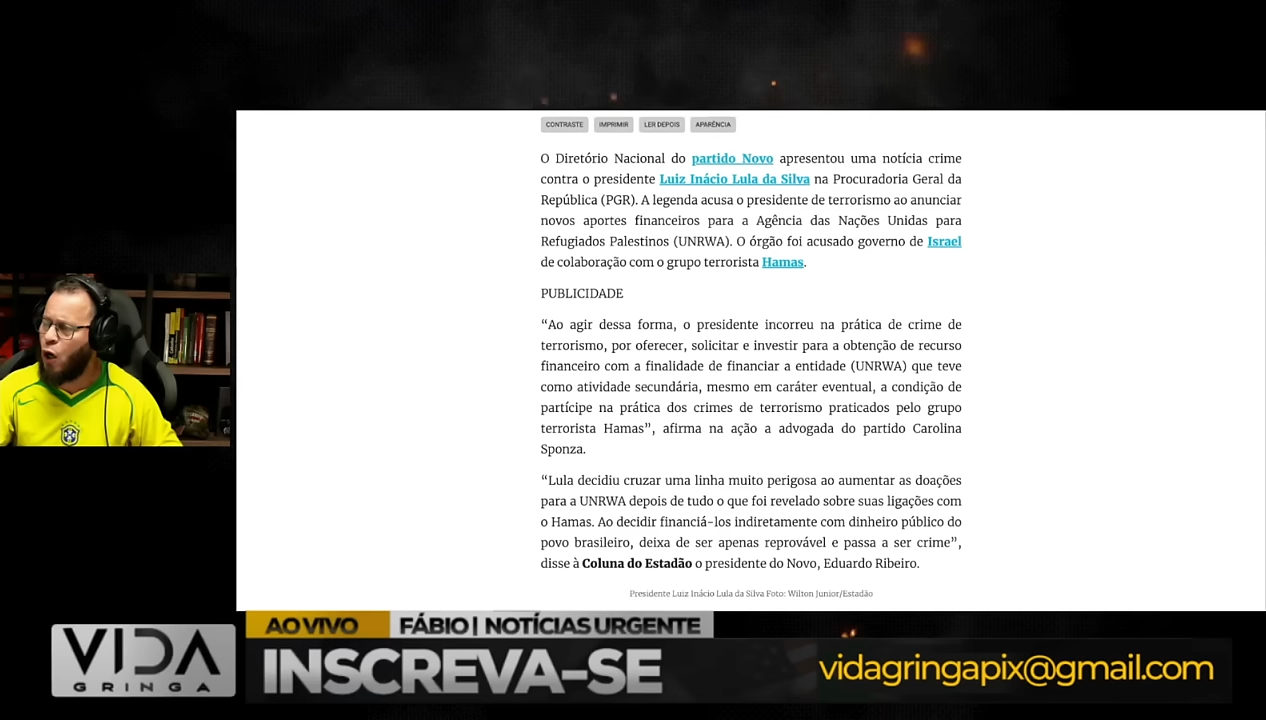 CONTRASTE IMPRIMIR LER DEPOIS APARÊNCIA
O Diretório Nacional do partido Novo apresentou uma notícia crime
contra o presidente Luiz Inácio Lula da Silva na Procuradoria Geral da
República (PGR). A legenda acusa o presidente de terrorismo ao anunciar
novos aportes financeiros para a Agência das Nações Unidas para
Refugiados Palestinos (UNRWA). O órgão foi acusado governo de Israel
de colaboração com o grupo terrorista Hamas.
PUBLICIDADE
“Ao agir dessa forma, o presidente incorreu na prática de crime de
terrorismo, por oferecer, solicitar e investir para a obtenção de recurso
financeiro com a finalidade de financiar a entidade (UNRWA) que teve
como atividade secundária, mesmo em caráter eventual, a condição de
partícipe na prática dos crimes de terrorismo praticados pelo grupo
terrorista Hamas”, afirma na ação a advogada do partido Carolina
Sponza.
“Lula decidiu cruzar uma linha muito perigosa ao aumentar as doações
para a UNRWA depois de tudo o que foi revelado sobre suas ligações com
o Hamas. Ao decidir financiá-los indiretamente com dinheiro público do
povo brasileiro, deixa de ser apenas reprovável e passa a ser crime”,
disse à Coluna do Estadão o presidente do Novo, Eduardo Ribeiro.
Presidente Luiz Inácio Lula da Silva Foto: Wilton Junior/Estadão
AO VIVO FÁBIO | NOTÍCIAS URGENTE
VIDA
GRINGA
INSCREVA-SE
vidagringapix@gmail.com